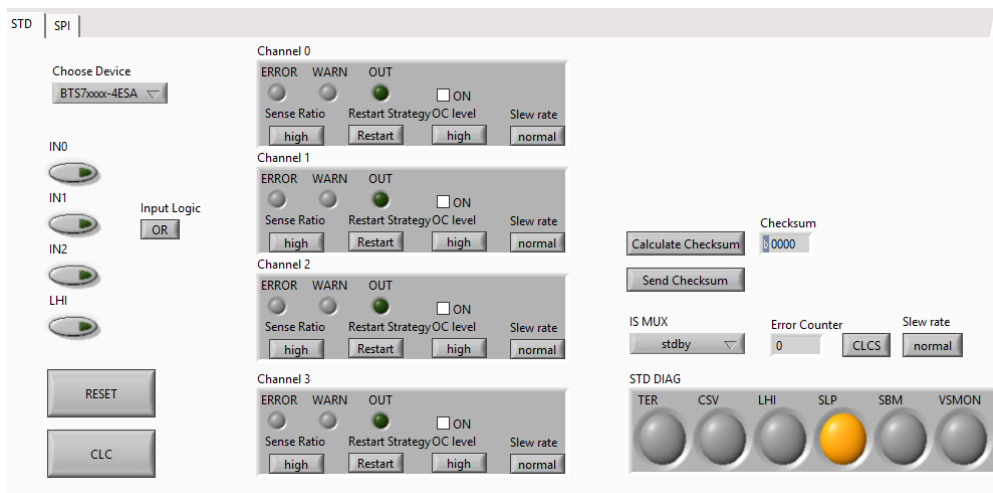 STD
SPI
Choose Device
BTS7xxxx-4ESA
IN0
IN1
Input Logic
OR
IN2
LHI
RESET
CLC
Channel 0
ERROR WARN OUT
ON
Sense Ratio Restart Strategy OC level Slew rate
high Restart high normal
Channel 1
ERROR WARN OUT
ON
Sense Ratio Restart Strategy OC level Slew rate
high Restart high normal
Channel 2
ERROR WARN OUT
ON
Sense Ratio Restart Strategy OC level Slew rate
high Restart high normal
Channel 3
ERROR WARN OUT
ON
Sense Ratio Restart Strategy OC level Slew rate
high Restart high normal
Checksum
Calculate Checksum b 0000
Send Checksum
IS MUX Error Counter Slew rate
stdby 0 CLCS normal
STD DIAG
TER CSV LHI SLP SBM VSMON